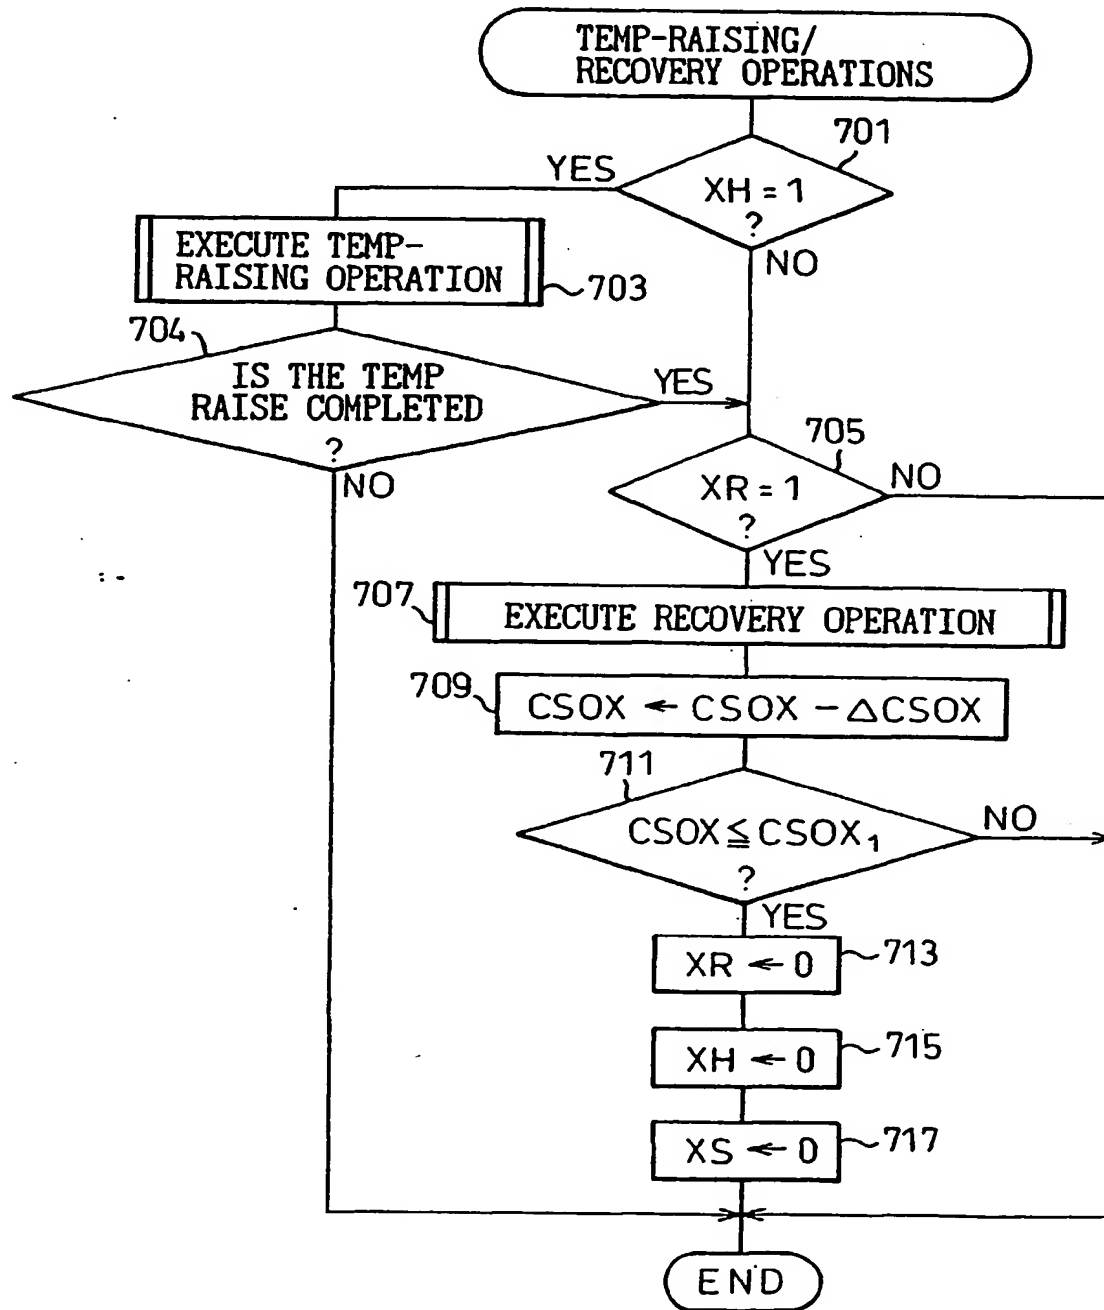 TEMP-RAISING/
RECOVERY OPERATIONS
701
YES
XH = 1
?
NO
EXECUTE TEMP-
RAISING OPERATION
703
704
IS THE TEMP
RAISE COMPLETED
?
YES
NO
705
XR = 1
?
NO
YES
707
EXECUTE RECOVERY OPERATION
709
CSOX ← CSOX − △CSOX
711
CSOX ≦ CSOX₁
?
NO
YES
XR ← 0
713
XH ← 0
715
XS ← 0
717
END